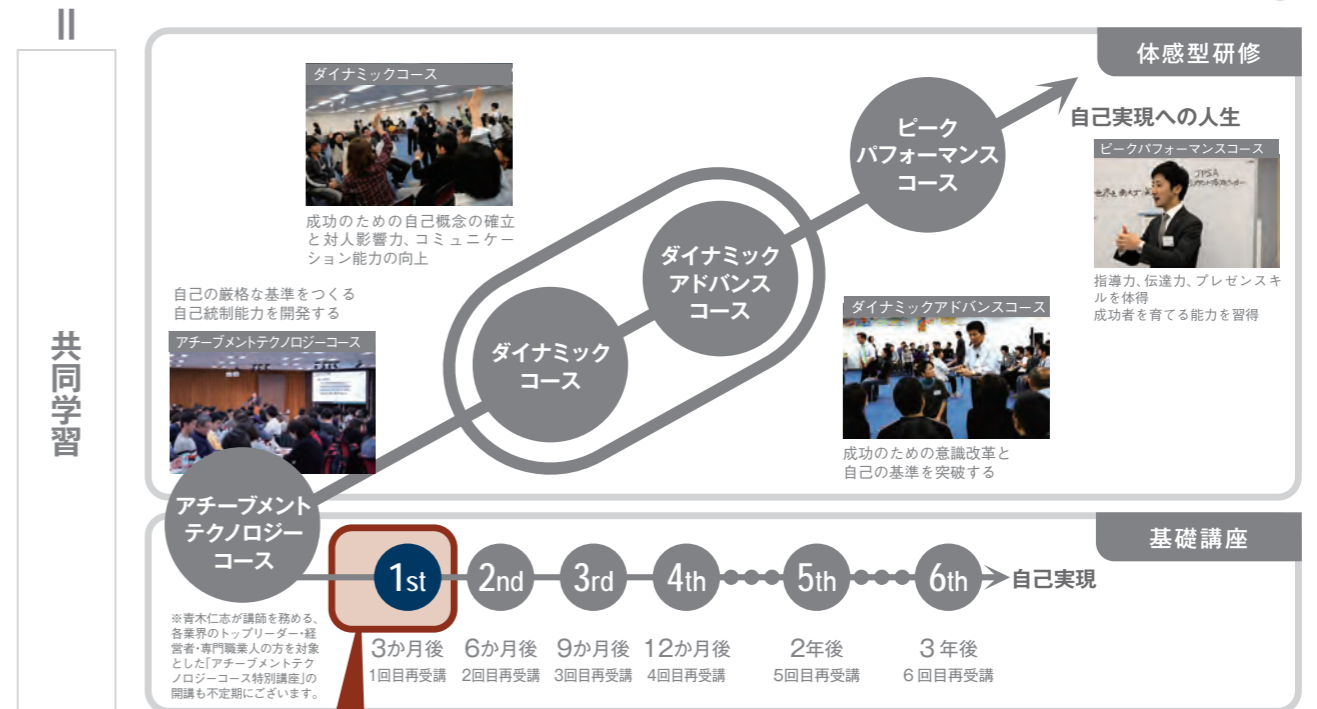 =
共同学習
体感型研修
ダイナミックコース
成功のための自己概念の確立
と対人影響力、コミュニケー
ション能力の向上
自己の厳格な基準をつくる
自己統制能力を開発する
アチーブメントテクノロジーコース
ピーク
パフォーマンス
コース
自己実現への人生
ピークパフォーマンスコース
JPSA
指導力、伝達力、プレゼンスキ
ルを体得
成功者を育てる能力を習得
ダイナミック
アドバンス
コース
ダイナミック
コース
ダイナミックアドバンスコース
成功のための意識改革と
自己の基準を突破する
アチーブメント
テクノロジー
コース
基礎講座
1st
2nd
3rd
4th
5th
6th
自己実現
3か月後
1回目再受講
6か月後
2回目再受講
9か月後
3回目再受講
12か月後
4回目再受講
2年後
5回目再受講
3年後
6回目再受講
※青木仁志が講師を務める、
各業界のトップリーダー・経
営者・専門職業人の方を対象
とした「アチーブメントテク
ノロジーコース特別講座」の
開講も不定期にございます。